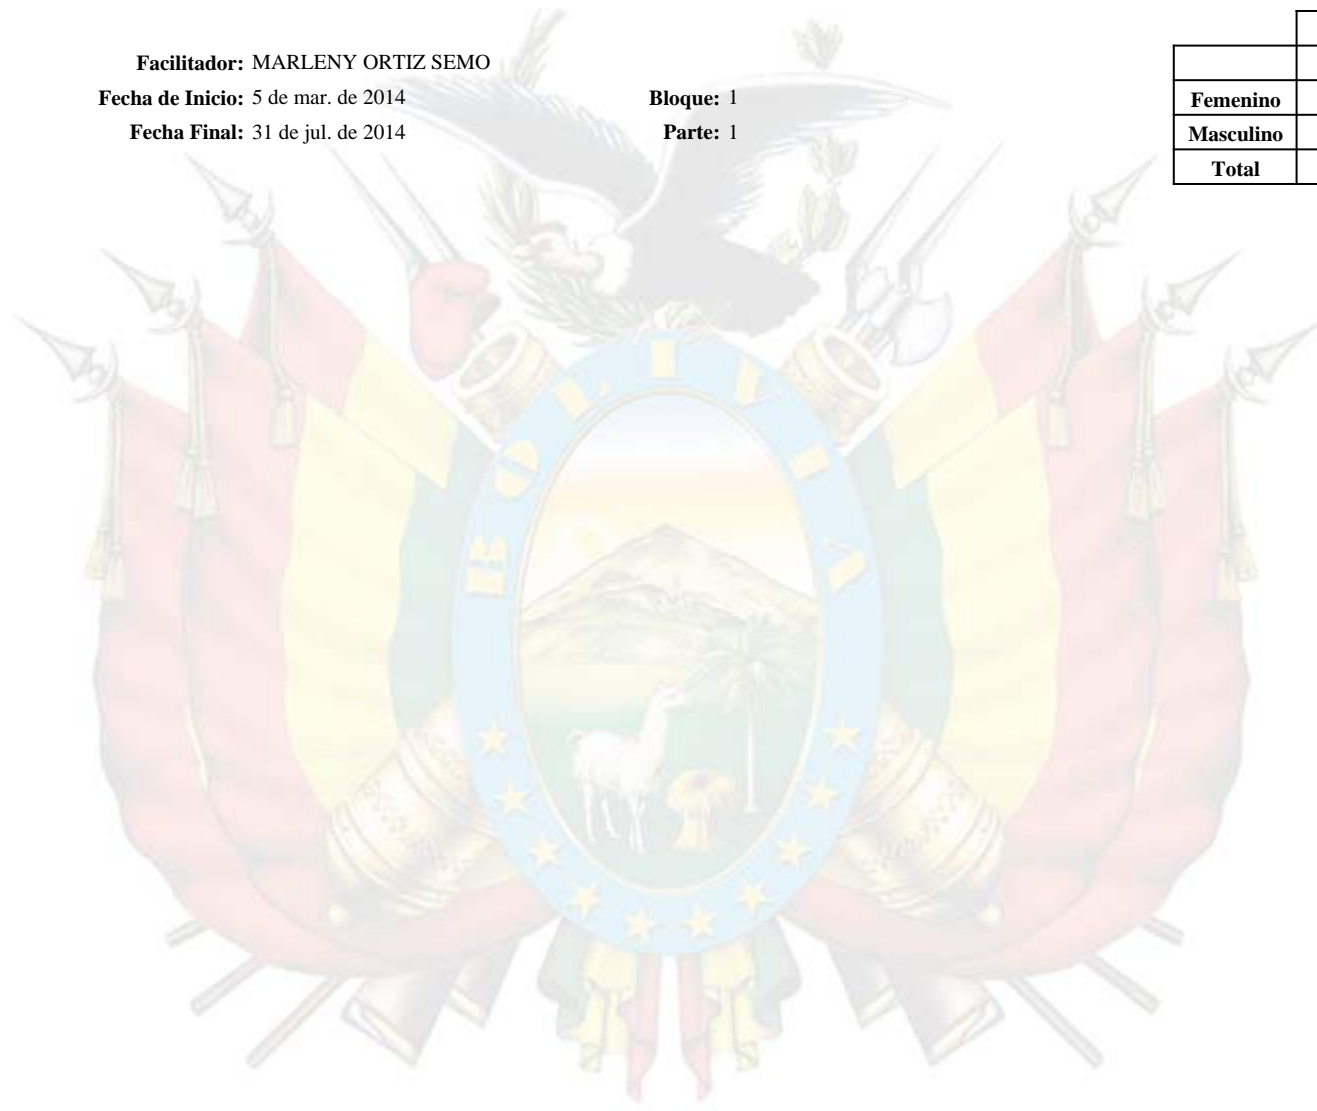 Facilitador: MARLENY ORTIZ SEMO
Fecha de Inicio: 5 de mar. de 2014 Bloque: 1
Fecha Final: 31 de jul. de 2014 Parte: 1
Femenino
Masculino
Total
BOLIVIA